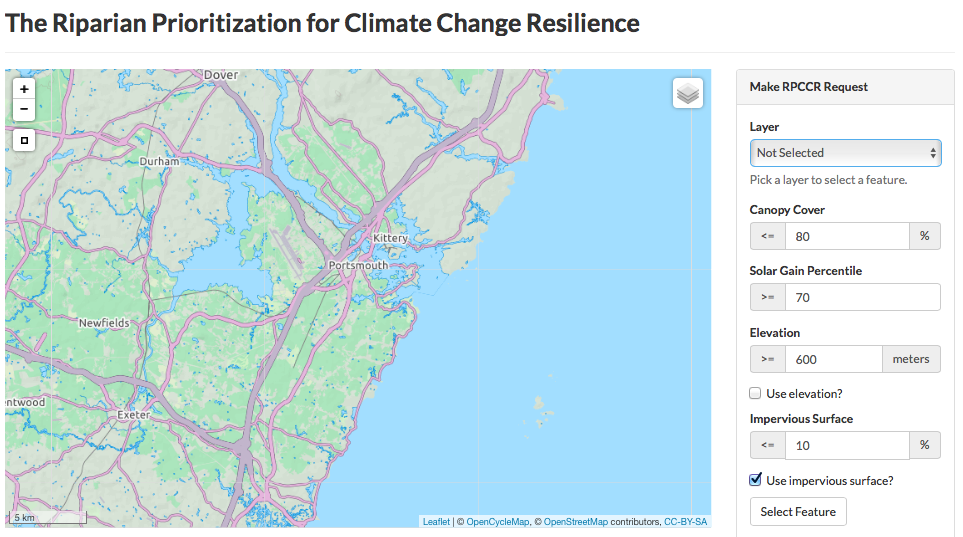 The Riparian Prioritization for Climate Change Resilience
+
−
Dover
Durham
Kittery
Portsmouth
Newfields
entwood
Exeter
5 km
Leaflet | © OpenCycleMap, © OpenStreetMap contributors, CC-BY-SA
Make RPCCR Request
Layer
Not Selected
Pick a layer to select a feature.
Canopy Cover
<= 80 %
Solar Gain Percentile
>= 70
Elevation
>= 600 meters
Use elevation?
Impervious Surface
<= 10 %
Use impervious surface?
Select Feature